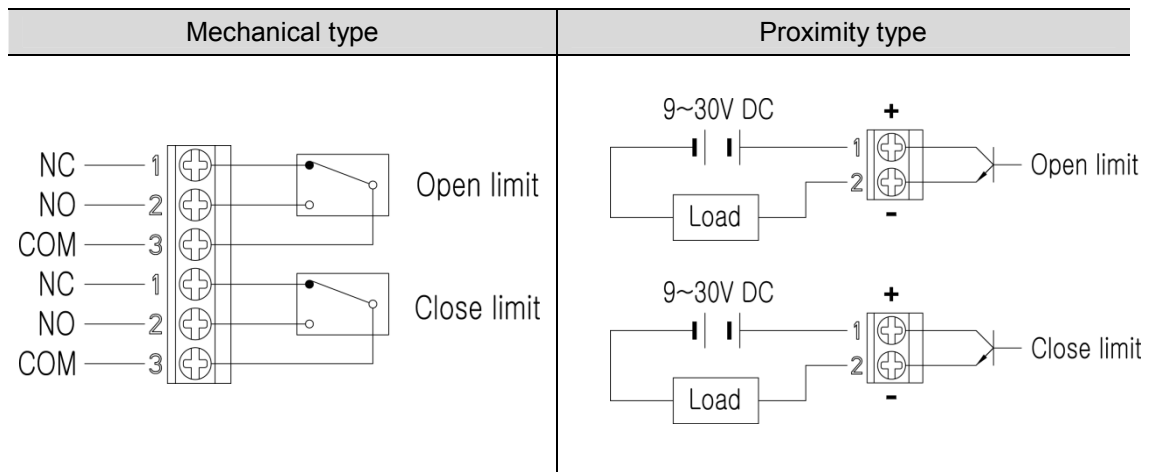 Mechanical type
NC 1
NO 2
COM 3
Open limit
NC 1
NO 2
COM 3
Close limit
Proximity type
9~30V DC
+
1
2
-
Load
Open limit
9~30V DC
+
1
2
-
Load
Close limit